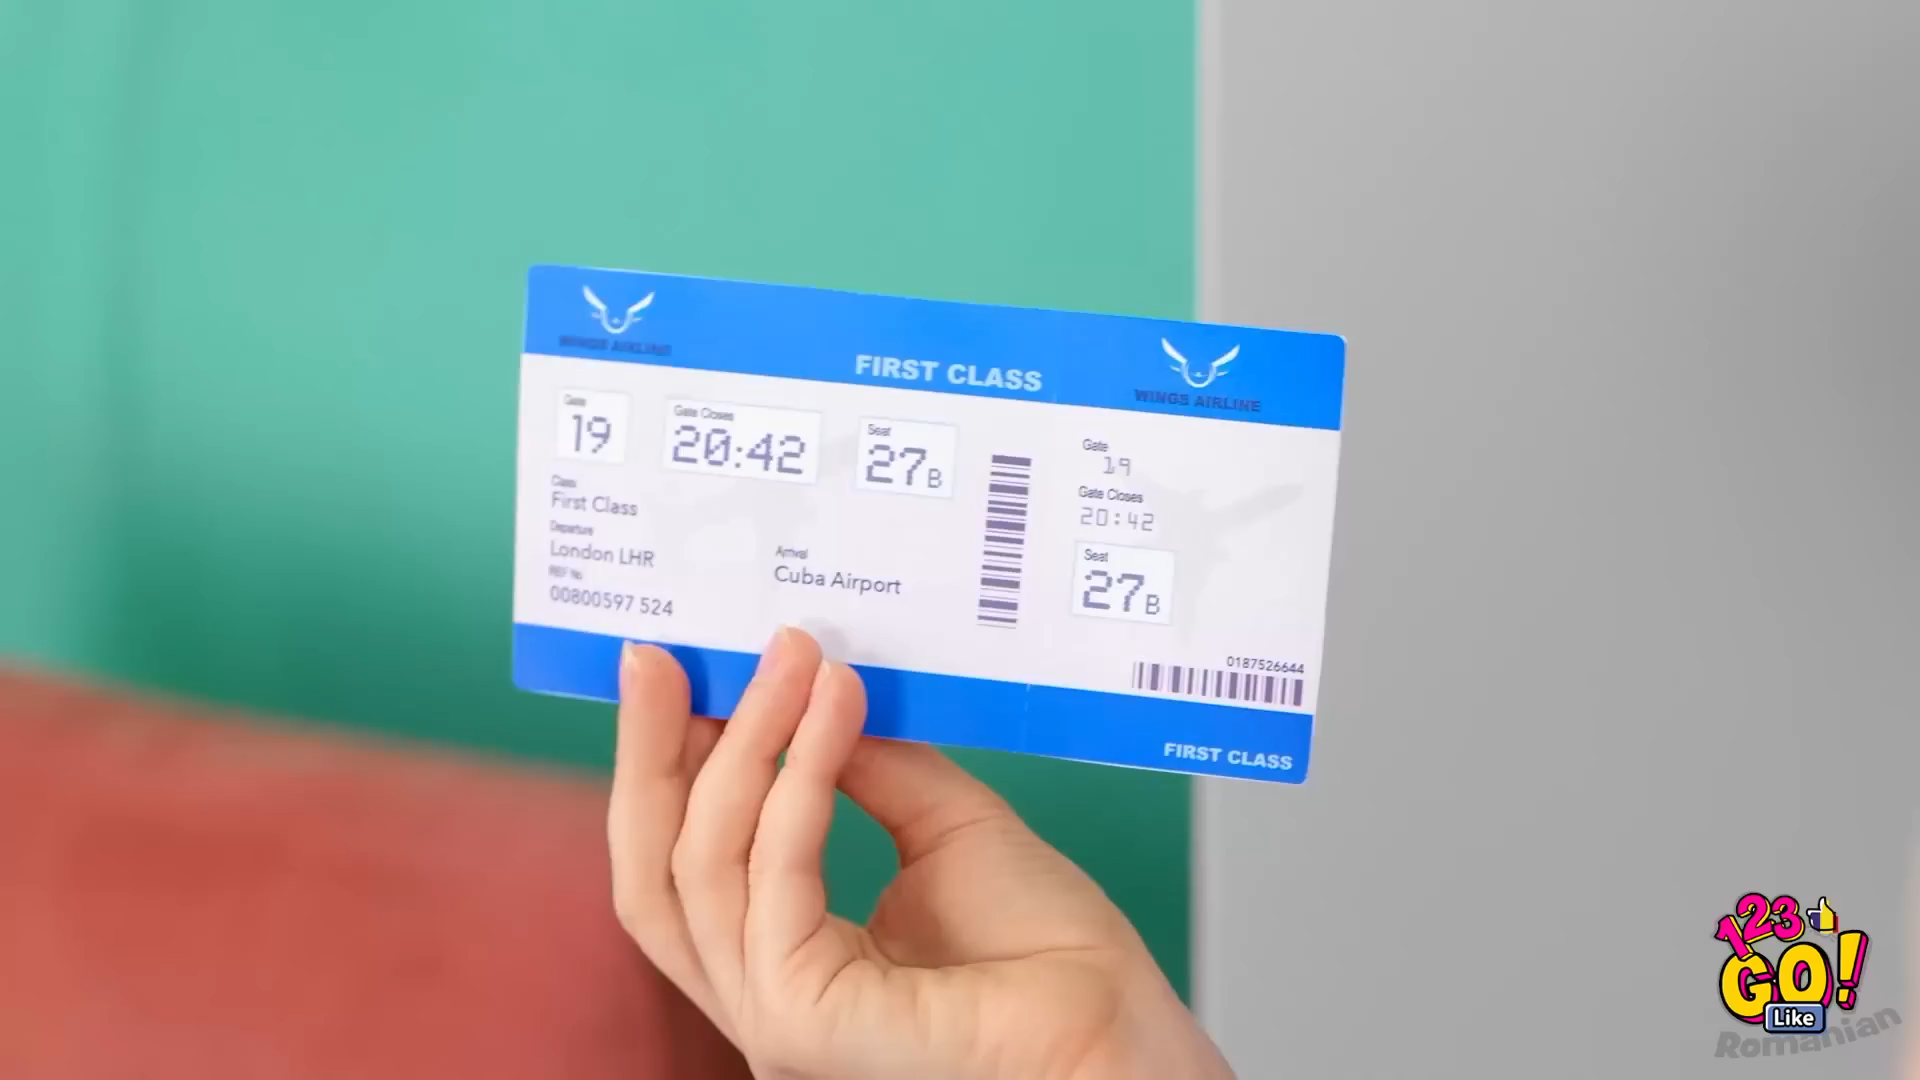 WINGS AIRLINE
FIRST CLASS
WINGS AIRLINE
Gate
19
Gate Closes
20:42
Seat
27B
Class
First Class
Departure
London LHR
REF No
00800597 524
Arrival
Cuba Airport
Gate
19
Gate Closes
20:42
Seat
27B
0187526644
FIRST CLASS
123
GO!
Like
Romanian